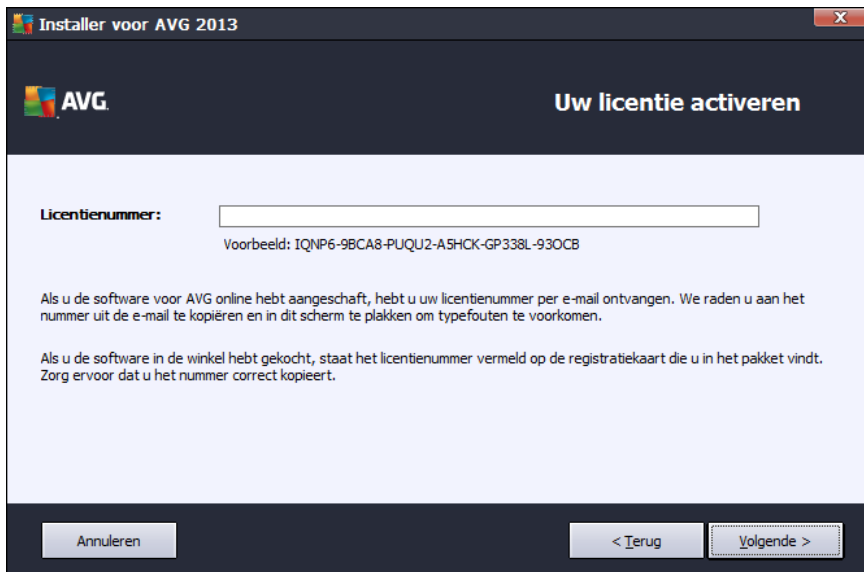 Installer voor AVG 2013
X
AVG.
Uw licentie activeren
Licentienummer:
Voorbeeld: IQNP6-9BCA8-PUQU2-A5HCK-GP338L-93OCB
Als u de software voor AVG online hebt aangeschaft, hebt u uw licentienummer per e-mail ontvangen. We raden u aan het
nummer uit de e-mail te kopiëren en in dit scherm te plakken om typefouten te voorkomen.
Als u de software in de winkel hebt gekocht, staat het licentienummer vermeld op de registratiekaart die u in het pakket vindt.
Zorg ervoor dat u het nummer correct kopieert.
Annuleren
< Terug
Volgende >